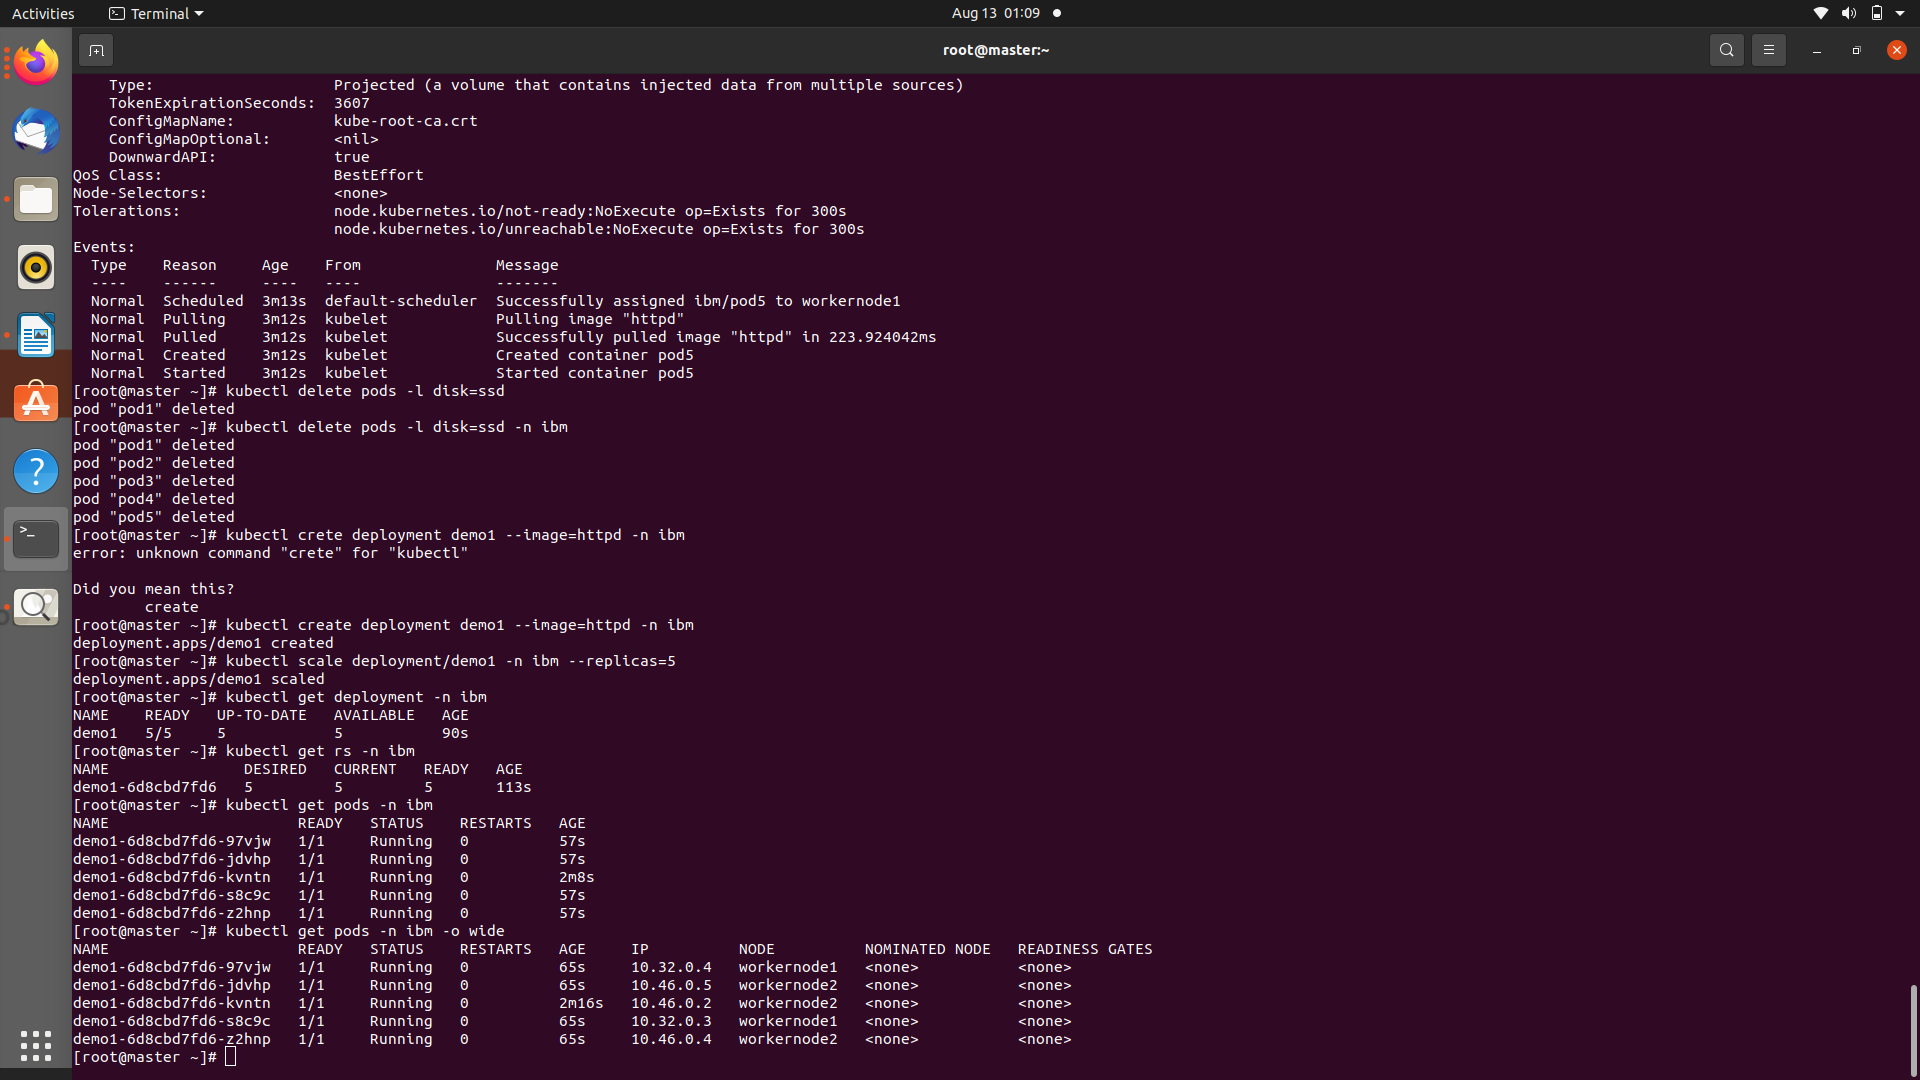 Activities Terminal Aug 13 01:09
root@master:~
Type: Projected (a volume that contains injected data from multiple sources)
TokenExpirationSeconds: 3607
ConfigMapName: kube-root-ca.crt
ConfigMapOptional: <nil>
DownwardAPI: true
QoS Class: BestEffort
Node-Selectors: <none>
Tolerations: node.kubernetes.io/not-ready:NoExecute op=Exists for 300s
node.kubernetes.io/unreachable:NoExecute op=Exists for 300s
Events:
Type Reason Age From Message
---- ------ ---- ---- -------
Normal Scheduled 3m13s default-scheduler Successfully assigned ibm/pod5 to workernode1
Normal Pulling 3m12s kubelet Pulling image "httpd"
Normal Pulled 3m12s kubelet Successfully pulled image "httpd" in 223.924042ms
Normal Created 3m12s kubelet Created container pod5
Normal Started 3m12s kubelet Started container pod5
[root@master ~]# kubectl delete pods -l disk=ssd
pod "pod1" deleted
[root@master ~]# kubectl delete pods -l disk=ssd -n ibm
pod "pod1" deleted
pod "pod2" deleted
pod "pod3" deleted
pod "pod4" deleted
pod "pod5" deleted
[root@master ~]# kubectl crete deployment demo1 --image=httpd -n ibm
error: unknown command "crete" for "kubectl"
Did you mean this?
create
[root@master ~]# kubectl create deployment demo1 --image=httpd -n ibm
deployment.apps/demo1 created
[root@master ~]# kubectl scale deployment/demo1 -n ibm --replicas=5
deployment.apps/demo1 scaled
[root@master ~]# kubectl get deployment -n ibm
NAME READY UP-TO-DATE AVAILABLE AGE
demo1 5/5 5 5 90s
[root@master ~]# kubectl get rs -n ibm
NAME DESIRED CURRENT READY AGE
demo1-6d8cbd7fd6 5 5 5 113s
[root@master ~]# kubectl get pods -n ibm
NAME READY STATUS RESTARTS AGE
demo1-6d8cbd7fd6-97vjw 1/1 Running 0 57s
demo1-6d8cbd7fd6-jdvhp 1/1 Running 0 57s
demo1-6d8cbd7fd6-kvntn 1/1 Running 0 2m8s
demo1-6d8cbd7fd6-s8c9c 1/1 Running 0 57s
demo1-6d8cbd7fd6-z2hnp 1/1 Running 0 57s
[root@master ~]# kubectl get pods -n ibm -o wide
NAME READY STATUS RESTARTS AGE IP NODE NOMINATED NODE READINESS GATES
demo1-6d8cbd7fd6-97vjw 1/1 Running 0 65s 10.32.0.4 workernode1 <none> <none>
demo1-6d8cbd7fd6-jdvhp 1/1 Running 0 65s 10.46.0.5 workernode2 <none> <none>
demo1-6d8cbd7fd6-kvntn 1/1 Running 0 2m16s 10.46.0.2 workernode2 <none> <none>
demo1-6d8cbd7fd6-s8c9c 1/1 Running 0 65s 10.32.0.3 workernode1 <none> <none>
demo1-6d8cbd7fd6-z2hnp 1/1 Running 0 65s 10.46.0.4 workernode2 <none> <none>
[root@master ~]#